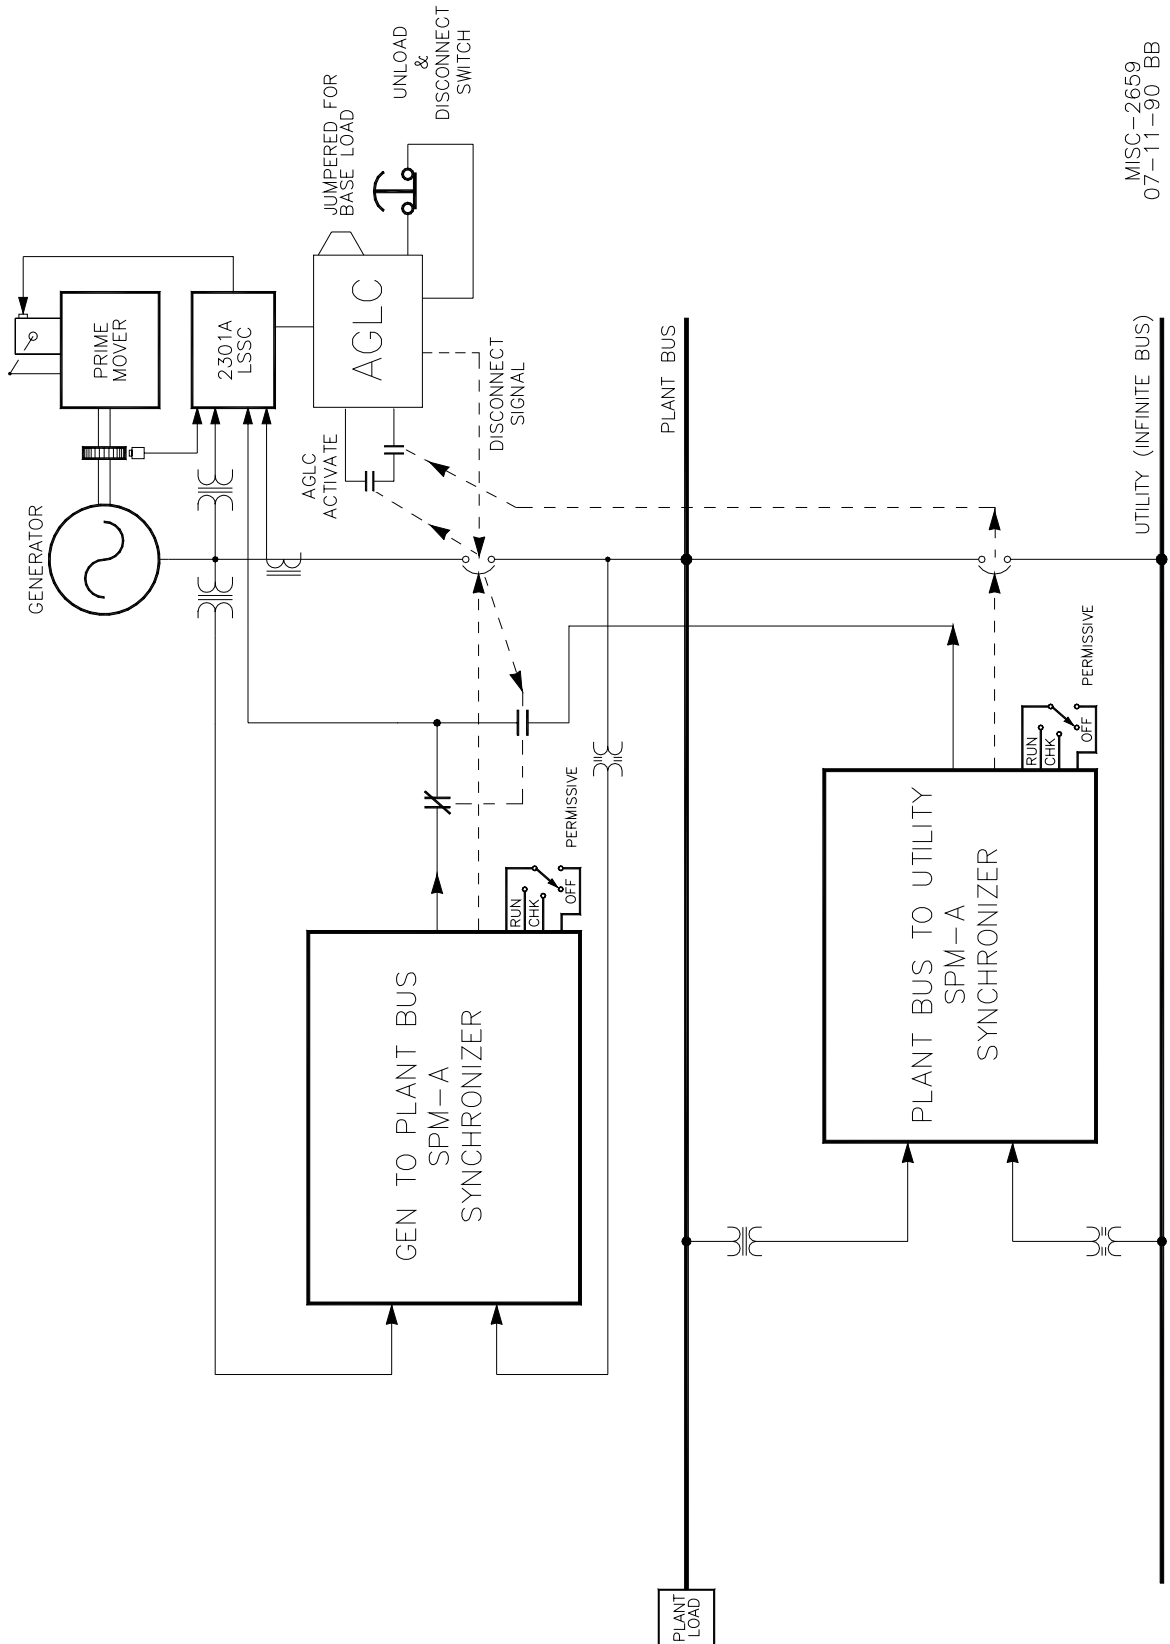 UNLOAD
&
DISCONNECT
SWITCH
JUMPERED FOR
BASE LOAD
PRIME
MOVER
2301A
LSSC
AGLC
GENERATOR
AGLC
ACTIVATE
DISCONNECT
SIGNAL
PLANT BUS
UTILITY (INFINITE BUS)
GEN TO PLANT BUS
SPM-A
SYNCHRONIZER
RUN
CHK
OFF
PERMISSIVE
PLANT BUS TO UTILITY
SPM-A
SYNCHRONIZER
RUN
CHK
OFF
PERMISSIVE
PLANT
LOAD
MISC-2659
07-11-90 BB